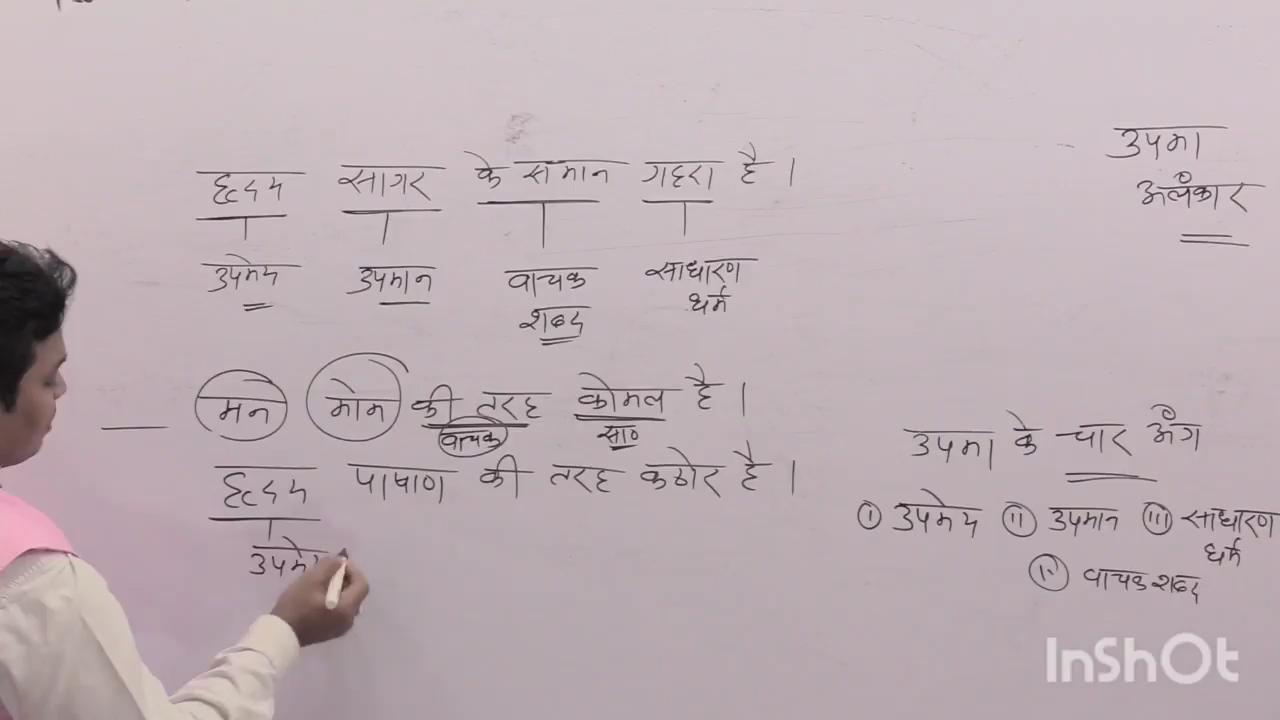 उपमा
अलंकार
हृदय सागर के समान गहरा है।
उपमेय उपमान वाचक शब्द साधारण धर्म
मन मोम की तरह कोमल है।
वाचक सा०
हृदय पाषाण की तरह कठोर है।
उपमेय
उपमा के चार अंग
(i) उपमेय (ii) उपमान (iii) साधारण धर्म
(iv) वाचक शब्द
InShOt